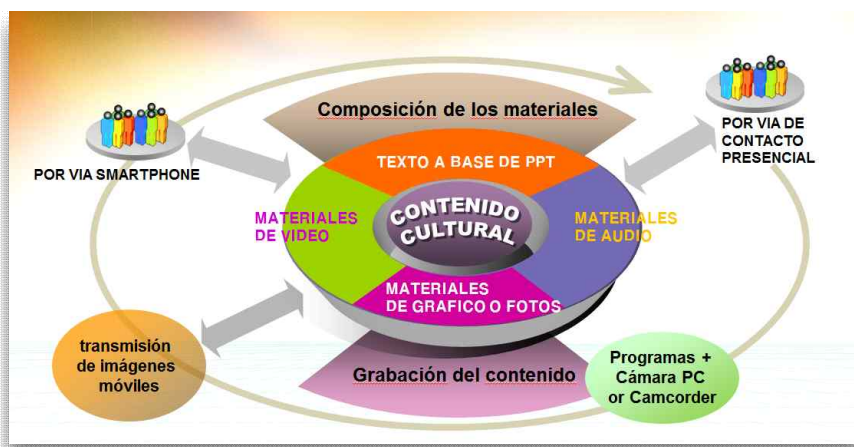 Composición de los materiales
POR VIA SMARTPHONE
POR VIA DE
CONTACTO
PRESENCIAL
TEXTO A BASE DE PPT
MATERIALES
DE VIDEO
CONTENIDO
CULTURAL
MATERIALES
DE AUDIO
MATERIALES
DE GRAFICO O FOTOS
transmisión
de imágenes
móviles
Grabación del contenido
Programas +
Cámara PC
or Camcorder